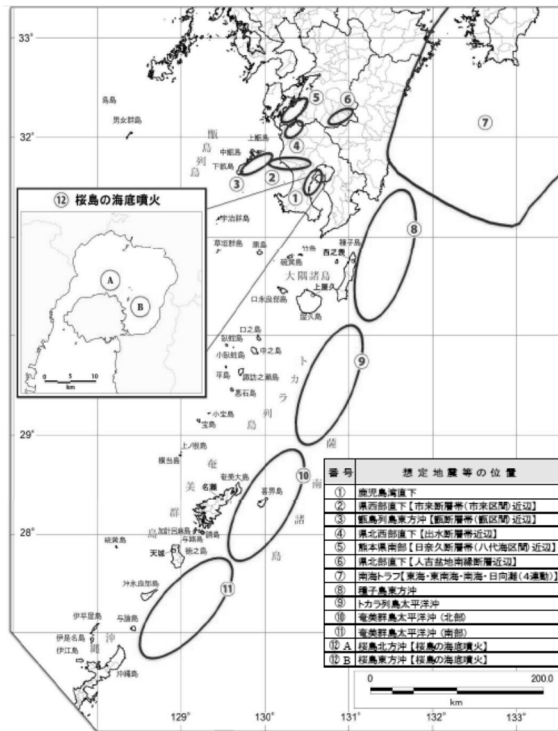 33°
32°
29°
28°
129°
130°
131°
132°
133°
鳥島
男女群島
甑島列島
上甑島
中甑島
下甑島
⑤
⑥
⑦
④
③
②
①
⑫ 桜島の海底噴火
A
B
0 5 10
km
宇治群島
草垣群島
黒島
竹島
硫黄島
種子島
西之表
大隅諸島
上屋久
口永良部島
屋久島
⑧
口之島
臥蛇島
中之島
小臥蛇島
平島
諏訪之瀬島
悪石島
小宝島
宝島
トカラ列島
⑨
薩南諸島
上ノ根島
横当島
奄美大島
名瀬
喜界島
⑩
奄美群島
加計呂麻島
請島
与路島
硫黄鳥島
徳之島
天城
沖永良部島
⑪
伊平屋島
与論島
伊是名島
伊江島
沖縄
沖縄島
番号 想定地震等の位置
① 鹿児島湾直下
② 県西部直下【市来断層帯(市来区間)近辺】
③ 甑島列島東方沖【甑断層帯(甑区間)近辺】
④ 県北西部直下【出水断層帯近辺】
⑤ 熊本県南部【日奈久断層帯(八代海区間)近辺】
⑥ 県北部直下【人吉盆地南縁断層近辺】
⑦ 南海トラフ【東海・東南海・南海・日向灘(4連動)】
⑧ 種子島東方沖
⑨ トカラ列島太平洋沖
⑩ 奄美群島太平洋沖(北部)
⑪ 奄美群島太平洋沖(南部)
⑫ A 桜島北方沖【桜島の海底噴火】
⑫ B 桜島東方沖【桜島の海底噴火】
0 200.0
km